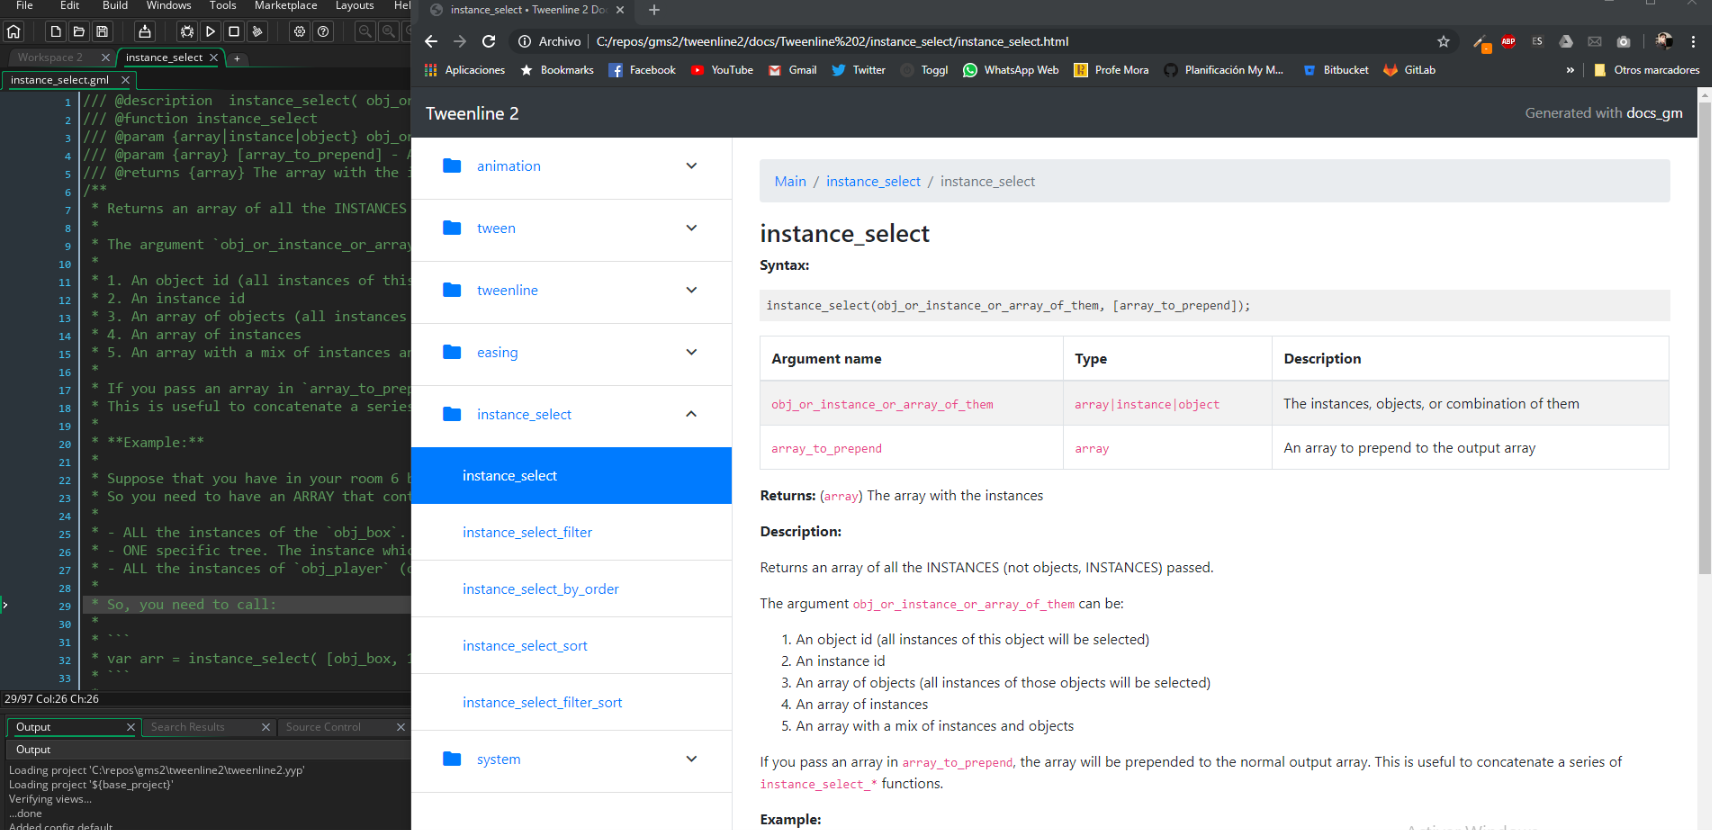 File Edit Build Windows Tools Marketplace Layouts Hel
Workspace 2
instance_select
+
instance_select.gml
1 /// @description  instance_select( obj_or
2 /// @function instance_select
3 /// @param {array|instance|object} obj_or
4 /// @param {array} [array_to_prepend] - A
5 /// @returns {array} The array with the i
6 /**
7 * Returns an array of all the INSTANCES
8 *
9 * The argument `obj_or_instance_or_array
10 *
11 * 1. An object id (all instances of this
12 * 2. An instance id
13 * 3. An array of objects (all instances
14 * 4. An array of instances
15 * 5. An array with a mix of instances an
16 *
17 * If you pass an array in `array_to_prep
18 * This is useful to concatenate a series
19 *
20 * **Example:**
21 *
22 * Suppose that you have in your room 6 b
23 * So you need to have an ARRAY that cont
24 *
25 * - ALL the instances of the `obj_box`.
26 * - ONE specific tree. The instance whic
27 * - ALL the instances of `obj_player` (o
28 *
29 * So, you need to call:
30 *
31 * ```
32 * var arr = instance_select( [obj_box,
33 * ```
29/97 Col:26 Ch:26
Output
Search Results
Source Control
Output
Loading project 'C:\repos\gms2\tweenline2\tweenline2.yyp'
Loading project '${base_project}'
Verifying views...
...done
Added config default
instance_select • Tweenline 2 Do
Archivo | C:/repos/gms2/tweenline2/docs/Tweenline%202/instance_select/instance_select.html
ABP
ES
Aplicaciones
Bookmarks
Facebook
YouTube
Gmail
Twitter
Toggl
WhatsApp Web
Profe Mora
Planificación My M...
Bitbucket
GitLab
»
Otros marcadores
Tweenline 2
Generated with docs_gm
animation
tween
tweenline
easing
instance_select
instance_select
instance_select_filter
instance_select_by_order
instance_select_sort
instance_select_filter_sort
system
Main / instance_select / instance_select
instance_select
Syntax:
instance_select(obj_or_instance_or_array_of_them, [array_to_prepend]);
Argument name Type Description
obj_or_instance_or_array_of_them array|instance|object The instances, objects, or combination of them
array_to_prepend array An array to prepend to the output array
Returns: (array) The array with the instances
Description:
Returns an array of all the INSTANCES (not objects, INSTANCES) passed.
The argument obj_or_instance_or_array_of_them can be:
1. An object id (all instances of this object will be selected)
2. An instance id
3. An array of objects (all instances of those objects will be selected)
4. An array of instances
5. An array with a mix of instances and objects
If you pass an array in array_to_prepend, the array will be prepended to the normal output array. This is useful to concatenate a series of
instance_select_* functions.
Example: